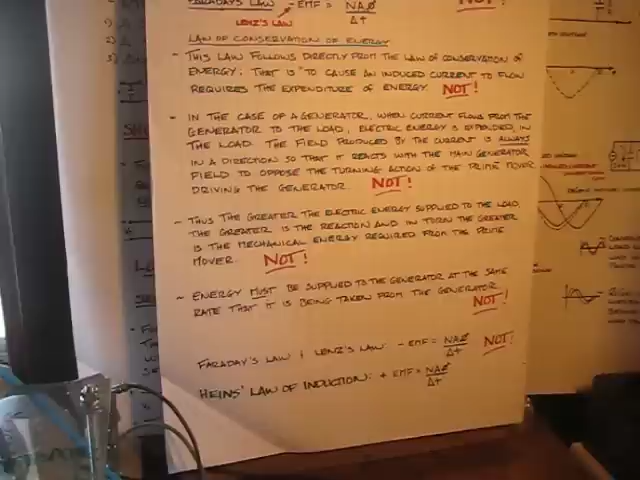 FARADAY'S LAW - EMF = NΔØ NOT!
Δt
LENZ'S LAW
LAW OF CONSERVATION OF ENERGY
- THIS LAW FOLLOWS DIRECTLY FROM THE LAW OF CONSERVATION OF
ENERGY; THAT IS "TO CAUSE AN INDUCED CURRENT TO FLOW
REQUIRES THE EXPENDITURE OF ENERGY. NOT!
- IN THE CASE OF A GENERATOR, WHEN CURRENT FLOWS FROM THE
GENERATOR TO THE LOAD, ELECTRIC ENERGY IS EXPENDED IN
THE LOAD. THE FIELD PRODUCED BY THE CURRENT IS ALWAYS
IN A DIRECTION SO THAT IT REACTS WITH THE MAIN GENERATOR
FIELD TO OPPOSE THE TURNING ACTION OF THE PRIME MOVER
DRIVING THE GENERATOR. NOT!
- THUS THE GREATER THE ELECTRIC ENERGY SUPPLIED TO THE LOAD,
THE GREATER IS THE REACTION AND IN TURN THE GREATER
IS THE MECHANICAL ENERGY REQUIRED FROM THE PRIME
MOVER. NOT!
- ENERGY MUST BE SUPPLIED TO THE GENERATOR AT THE SAME
RATE THAT IT IS BEING TAKEN FROM THE GENERATOR. NOT!
FARADAY'S LAW + LENZ'S LAW: - EMF = NΔØ NOT!
Δt
HEINS' LAW OF INDUCTION: + EMF = NΔØ
Δt